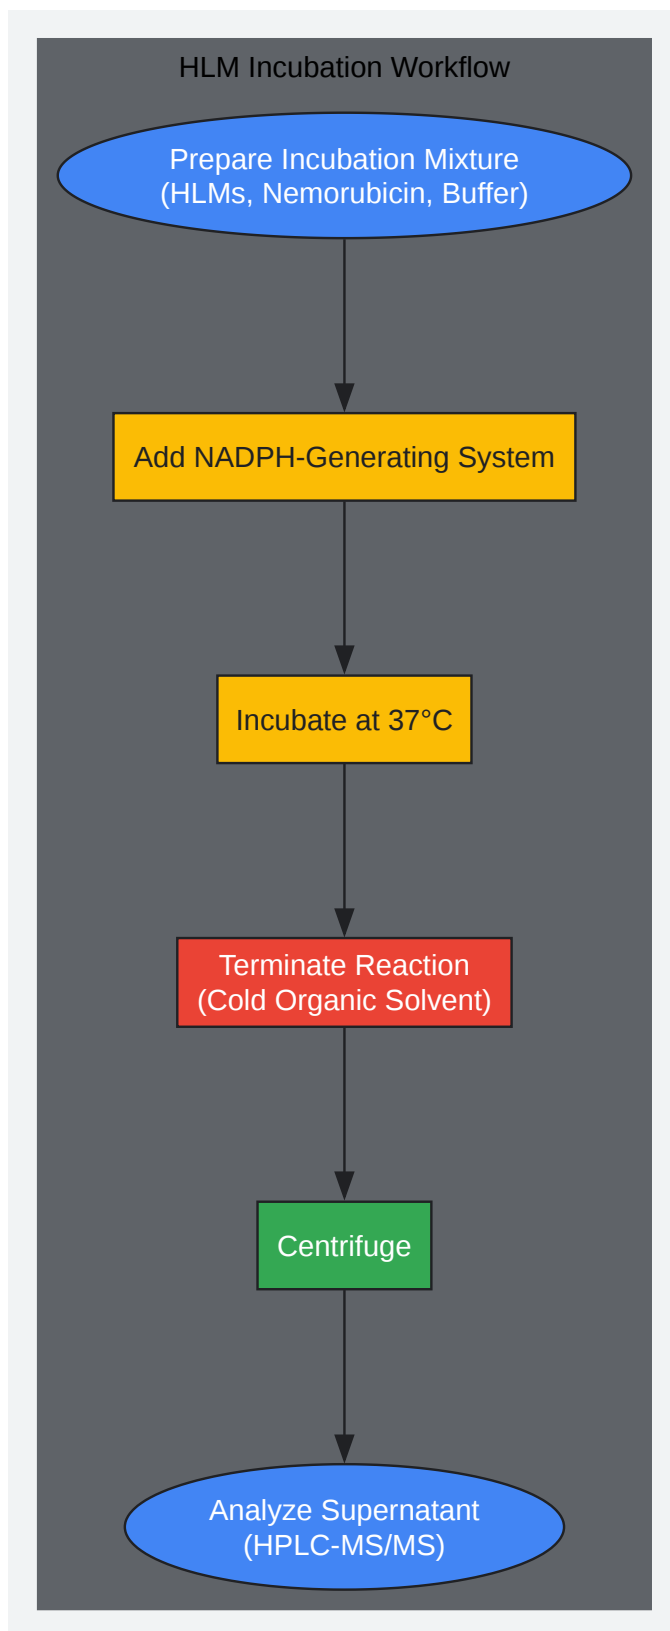 HLM Incubation Workflow
Prepare Incubation Mixture
(HLMs, Nemorubicin, Buffer)
Add NADPH-Generating System
Incubate at 37°C
Terminate Reaction
(Cold Organic Solvent)
Centrifuge
Analyze Supernatant
(HPLC-MS/MS)